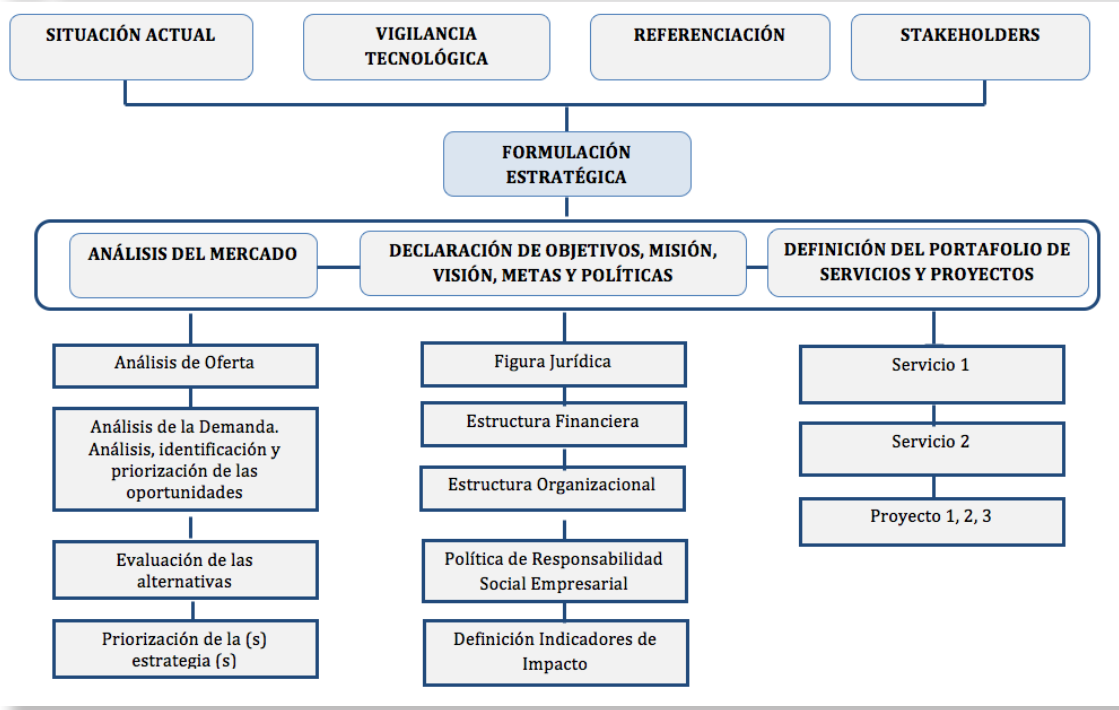 SITUACIÓN ACTUAL
VIGILANCIA
TECNOLÓGICA
REFERENCIACIÓN
STAKEHOLDERS
FORMULACIÓN
ESTRATÉGICA
ANÁLISIS DEL MERCADO
DECLARACIÓN DE OBJETIVOS, MISIÓN,
VISIÓN, METAS Y POLÍTICAS
DEFINICIÓN DEL PORTAFOLIO DE
SERVICIOS Y PROYECTOS
Análisis de Oferta
Análisis de la Demanda.
Análisis, identificación y
priorización de las
oportunidades
Evaluación de las
alternativas
Priorización de la (s)
estrategia (s)
Figura Jurídica
Estructura Financiera
Estructura Organizacional
Política de Responsabilidad
Social Empresarial
Definición Indicadores de
Impacto
Servicio 1
Servicio 2
Proyecto 1, 2, 3